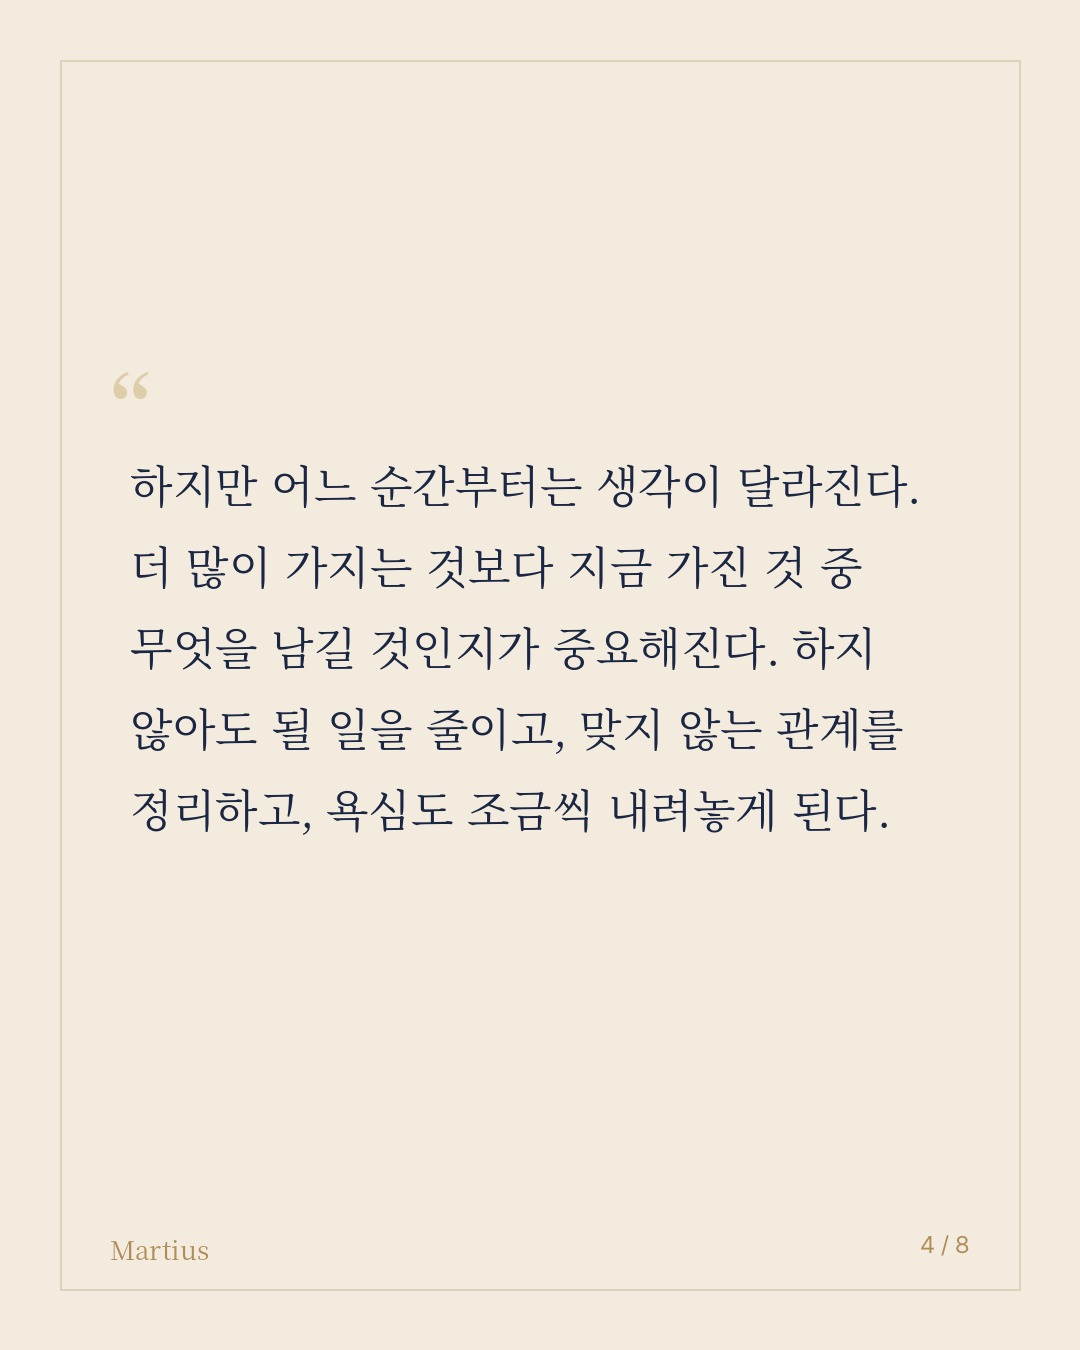 “
하지만 어느 순간부터는 생각이 달라진다.
더 많이 가지는 것보다 지금 가진 것 중
무엇을 남길 것인지가 중요해진다. 하지
않아도 될 일을 줄이고, 맞지 않는 관계를
정리하고, 욕심도 조금씩 내려놓게 된다.
Martius
4 / 8